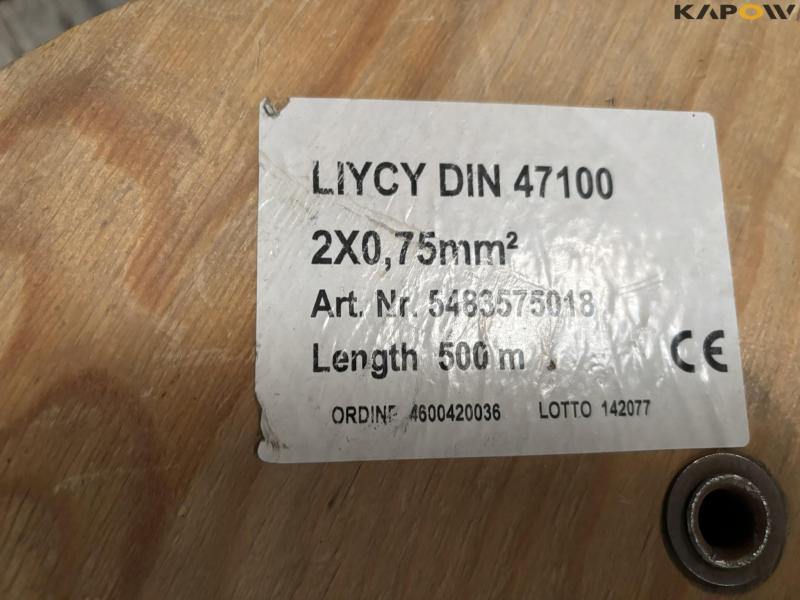 KAPOW
LIYCY DIN 47100
2X0,75mm²
Art. Nr. 5483575018
Length 500 m
CE
ORDINE 4600420036 LOTTO 142077